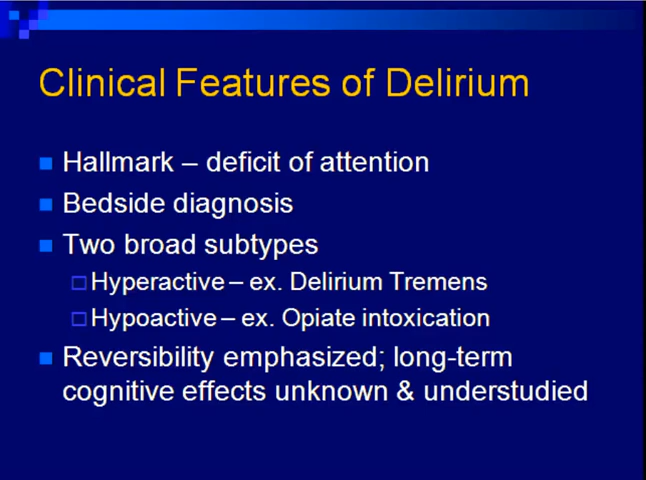 Clinical Features of Delirium
Hallmark – deficit of attention
Bedside diagnosis
Two broad subtypes
Hyperactive – ex. Delirium Tremens
Hypoactive – ex. Opiate intoxication
Reversibility emphasized; long-term
cognitive effects unknown & understudied